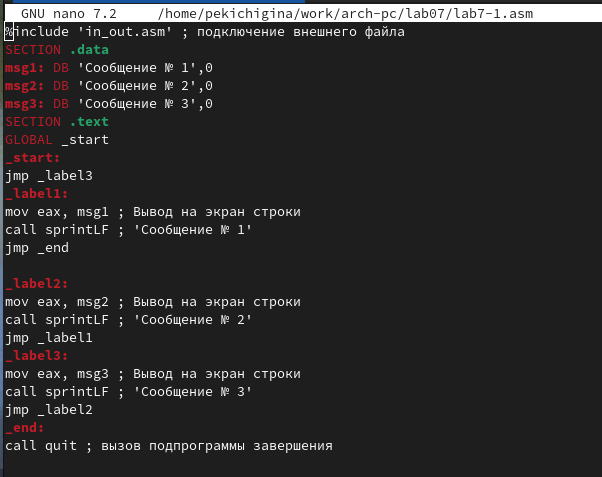 GNU nano 7.2 /home/pekichigina/work/arch-pc/lab07/lab7-1.asm
%include 'in_out.asm' ; подключение внешнего файла
SECTION .data
msg1: DB 'Сообщение № 1',0
msg2: DB 'Сообщение № 2',0
msg3: DB 'Сообщение № 3',0
SECTION .text
GLOBAL _start
_start:
jmp _label3
_label1:
mov eax, msg1 ; Вывод на экран строки
call sprintLF ; 'Сообщение № 1'
jmp _end
_label2:
mov eax, msg2 ; Вывод на экран строки
call sprintLF ; 'Сообщение № 2'
jmp _label1
_label3:
mov eax, msg3 ; Вывод на экран строки
call sprintLF ; 'Сообщение № 3'
jmp _label2
_end:
call quit ; вызов подпрограммы завершения